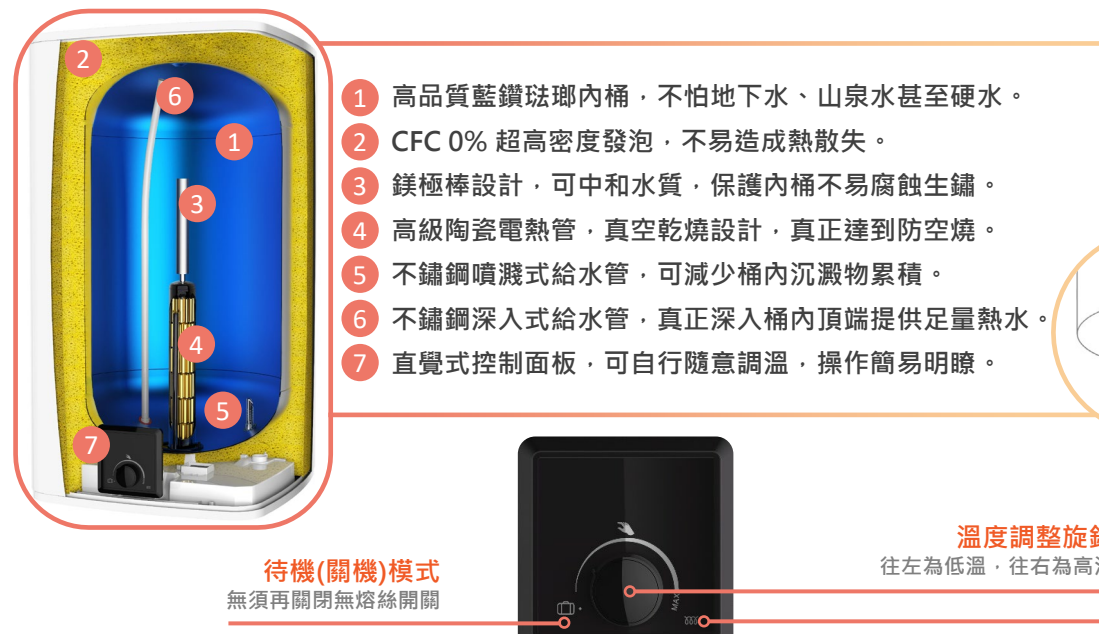 2
6
1
3
4
5
7
1 高品質藍鑽琺瑯內桶，不怕地下水、山泉水甚至硬水。
2 CFC 0% 超高密度發泡，不易造成熱散失。
3 鎂極棒設計，可中和水質，保護內桶不易腐蝕生鏽。
4 高級陶瓷電熱管，真空乾燒設計，真正達到防空燒。
5 不鏽鋼噴濺式給水管，可減少桶內沉澱物累積。
6 不鏽鋼深入式給水管，真正深入桶內頂端提供足量熱水。
7 直覺式控制面板，可自行隨意調溫，操作簡易明瞭。
待機(關機)模式
無須再關閉無熔絲開關
MAX
溫度調整旋
往左為低溫，往右為高